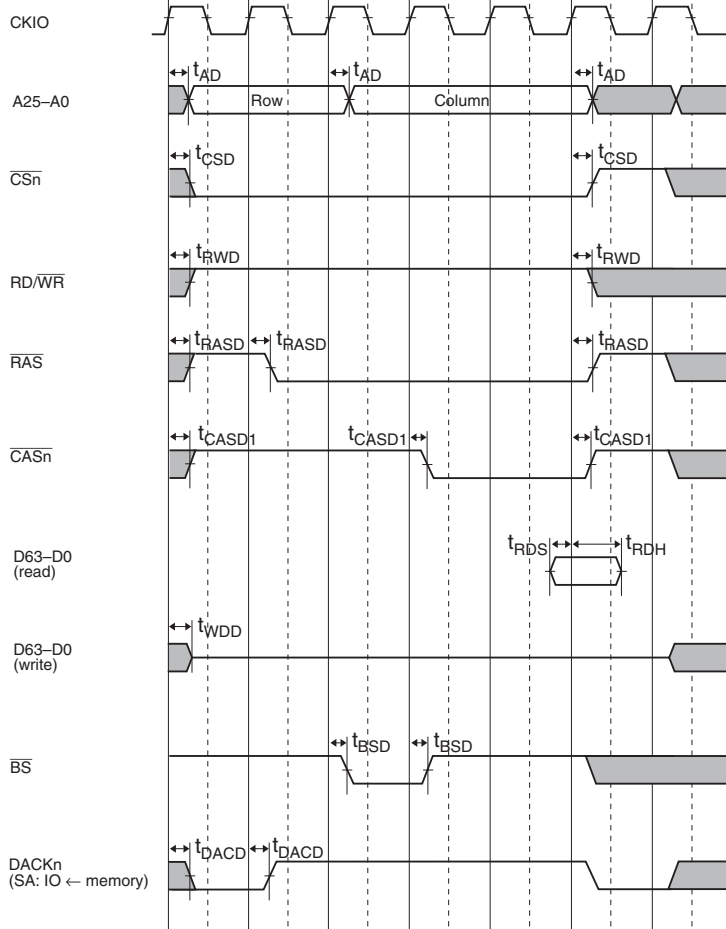 CKIO
A25–A0
tAD
Row
tAD
Column
tAD
CSn
tCSD
tCSD
RD/WR
tRWD
tRWD
RAS
tRASD
tRASD
tRASD
CASn
tCASD1
tCASD1
tCASD1
D63–D0
(read)
tRDS
tRDH
D63–D0
(write)
tWDD
BS
tBSD
tBSD
DACKn
(SA: IO ← memory)
tDACD
tDACD